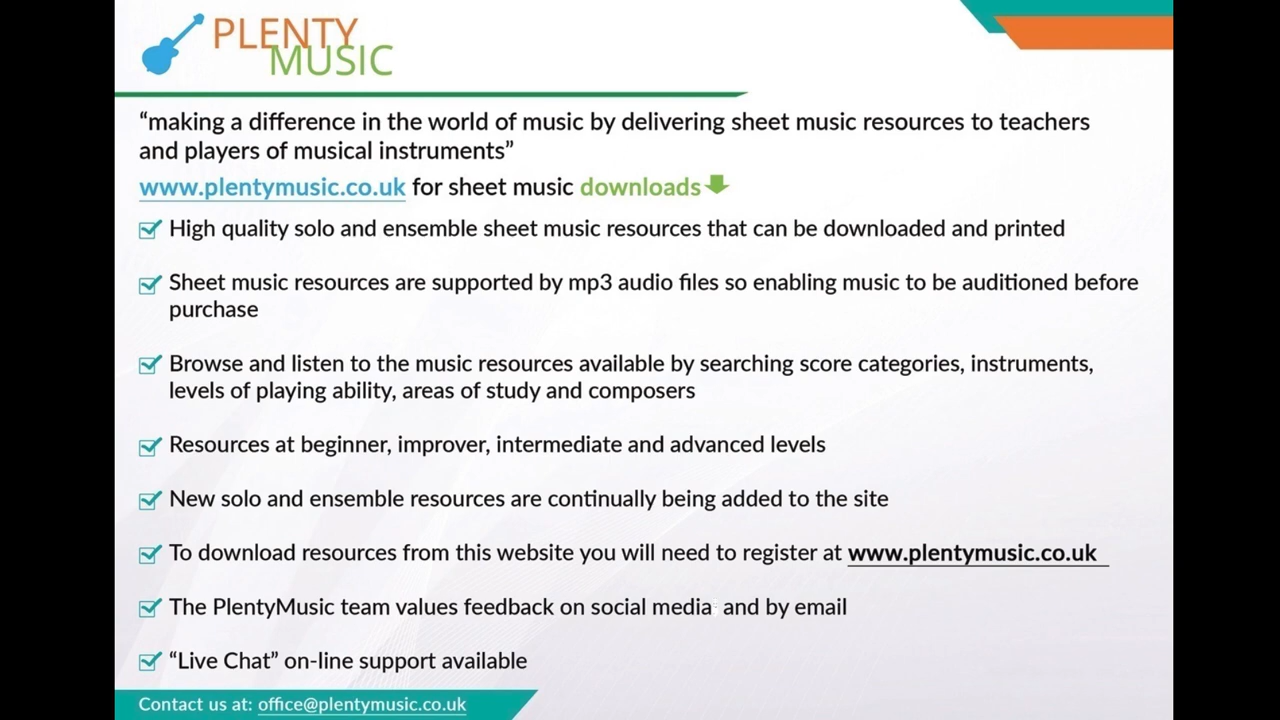 PLENTY
MUSIC
“making a difference in the world of music by delivering sheet music resources to teachers
and players of musical instruments”
www.plentymusic.co.uk for sheet music downloads
High quality solo and ensemble sheet music resources that can be downloaded and printed
Sheet music resources are supported by mp3 audio files so enabling music to be auditioned before
purchase
Browse and listen to the music resources available by searching score categories, instruments,
levels of playing ability, areas of study and composers
Resources at beginner, improver, intermediate and advanced levels
New solo and ensemble resources are continually being added to the site
To download resources from this website you will need to register at www.plentymusic.co.uk
The PlentyMusic team values feedback on social media and by email
“Live Chat” on-line support available
Contact us at: office@plentymusic.co.uk